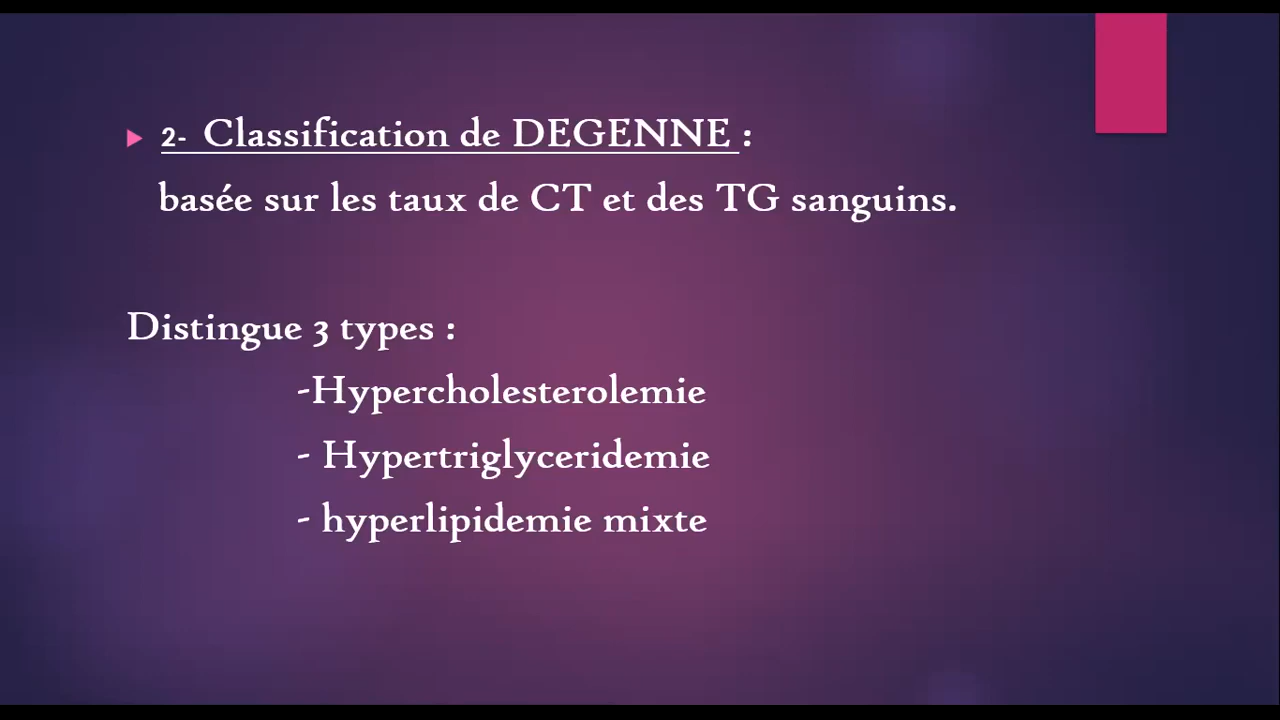 2- Classification de DEGENNE :
basée sur les taux de CT et des TG sanguins.
Distingue 3 types :
-Hypercholesterolemie
- Hypertriglyceridemie
- hyperlipidemie mixte